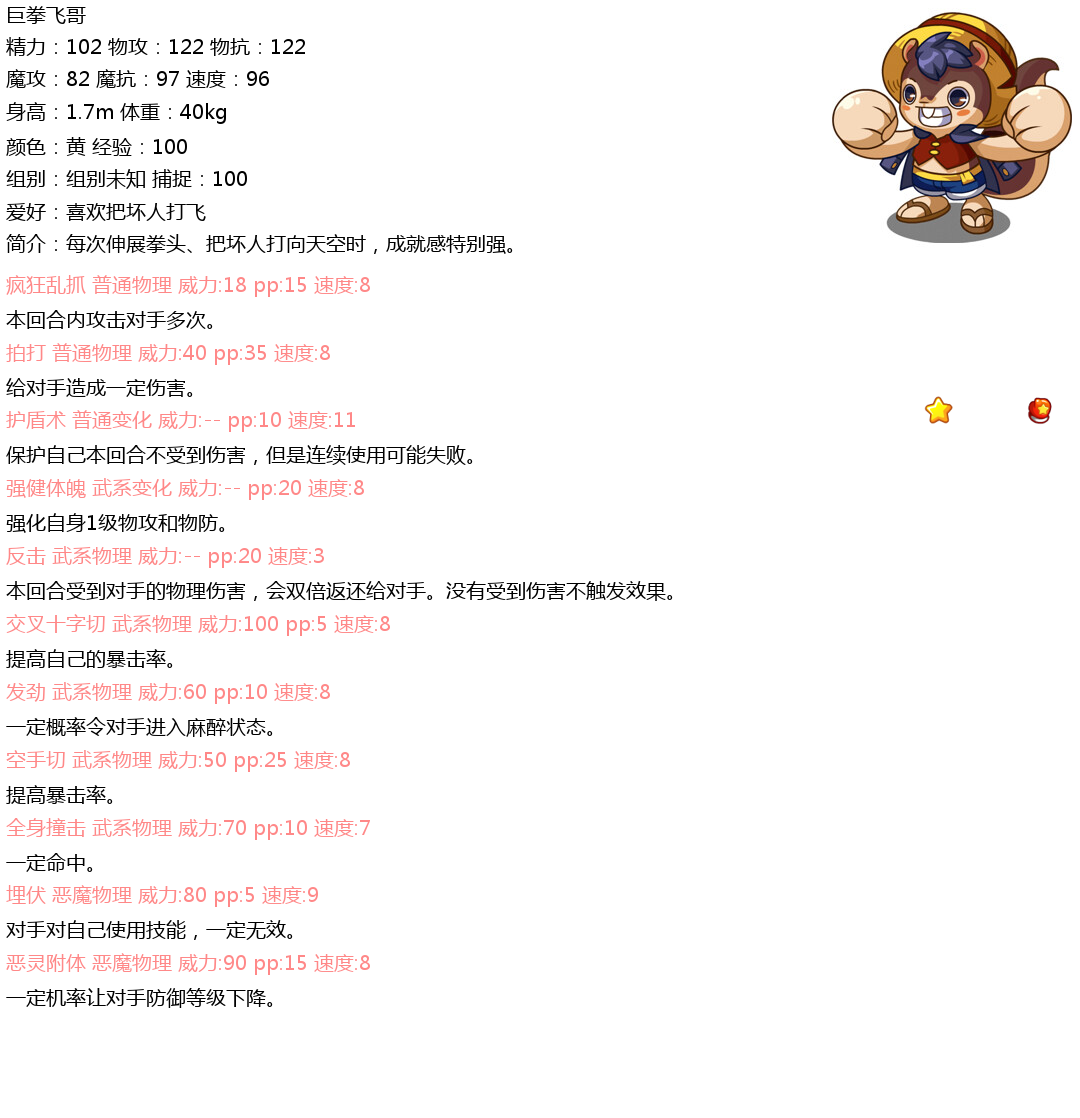 巨拳飞哥
精力：102 物攻：122 物抗：122
魔攻：82 魔抗：97 速度：96
身高：1.7m 体重：40kg
颜色：黄 经验：100
组别：组别未知 捕捉：100
爱好：喜欢把坏人打飞
简介：每次伸展拳头、把坏人打向天空时，成就感特别强。
疯狂乱抓 普通物理 威力:18 pp:15 速度:8
本回合内攻击对手多次。
拍打 普通物理 威力:40 pp:35 速度:8
给对手造成一定伤害。
护盾术 普通变化 威力:-- pp:10 速度:11
保护自己本回合不受到伤害，但是连续使用可能失败。
强健体魄 武系变化 威力:-- pp:20 速度:8
强化自身1级物攻和物防。
反击 武系物理 威力:-- pp:20 速度:3
本回合受到对手的物理伤害，会双倍返还给对手。没有受到伤害不触发效果。
交叉十字切 武系物理 威力:100 pp:5 速度:8
提高自己的暴击率。
发劲 武系物理 威力:60 pp:10 速度:8
一定概率令对手进入麻醉状态。
空手切 武系物理 威力:50 pp:25 速度:8
提高暴击率。
全身撞击 武系物理 威力:70 pp:10 速度:7
一定命中。
埋伏 恶魔物理 威力:80 pp:5 速度:9
对手对自己使用技能，一定无效。
恶灵附体 恶魔物理 威力:90 pp:15 速度:8
一定机率让对手防御等级下降。